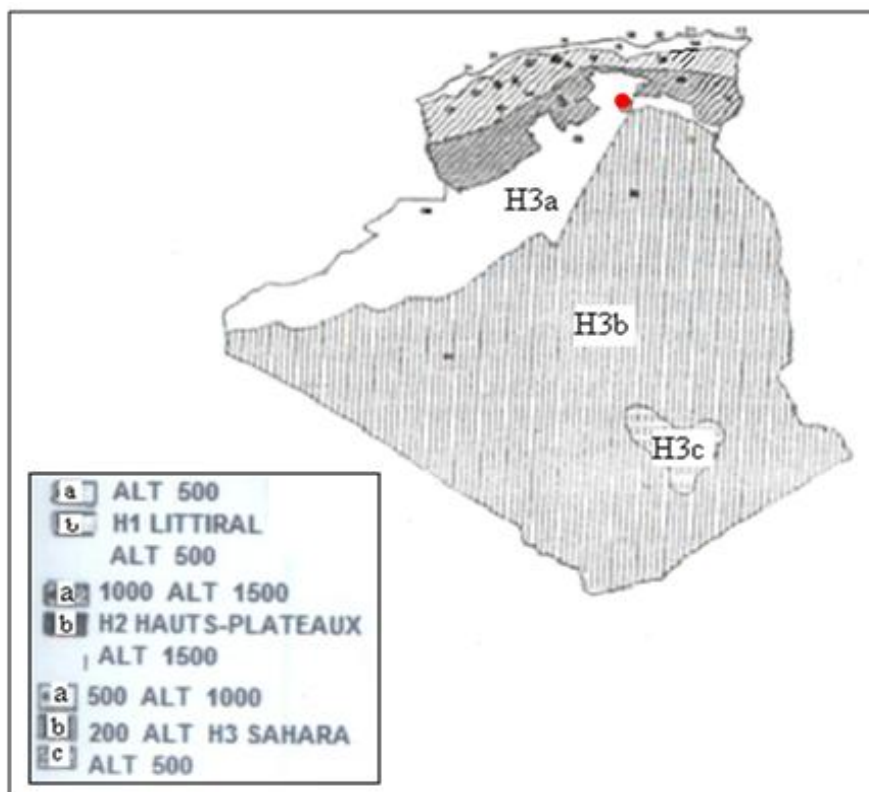 H3a
H3b
H3c
a ALT 500
H1 LITTIRAL
ALT 500
a 1000 ALT 1500
b H2 HAUTS-PLATEAUX
ALT 1500
a 500 ALT 1000
b 200 ALT H3 SAHARA
c ALT 500